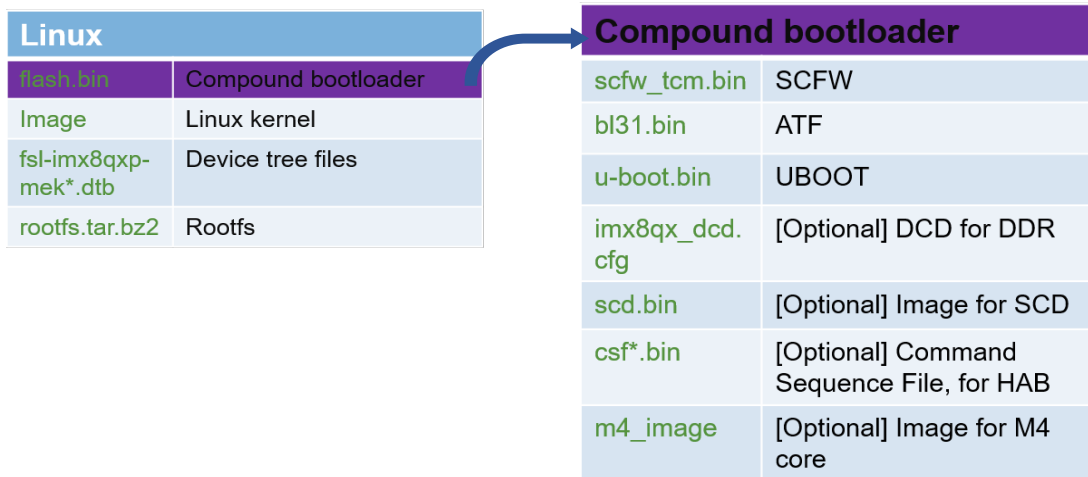 Linux
flash.bin Compound bootloader
Image Linux kernel
fsl-imx8qxp- Device tree files
mek*.dtb
rootfs.tar.bz2 Rootfs
Compound bootloader
scfw_tcm.bin SCFW
bl31.bin ATF
u-boot.bin UBOOT
imx8qx_dcd. [Optional] DCD for DDR
cfg
scd.bin [Optional] Image for SCD
csf*.bin [Optional] Command
Sequence File, for HAB
m4_image [Optional] Image for M4
core